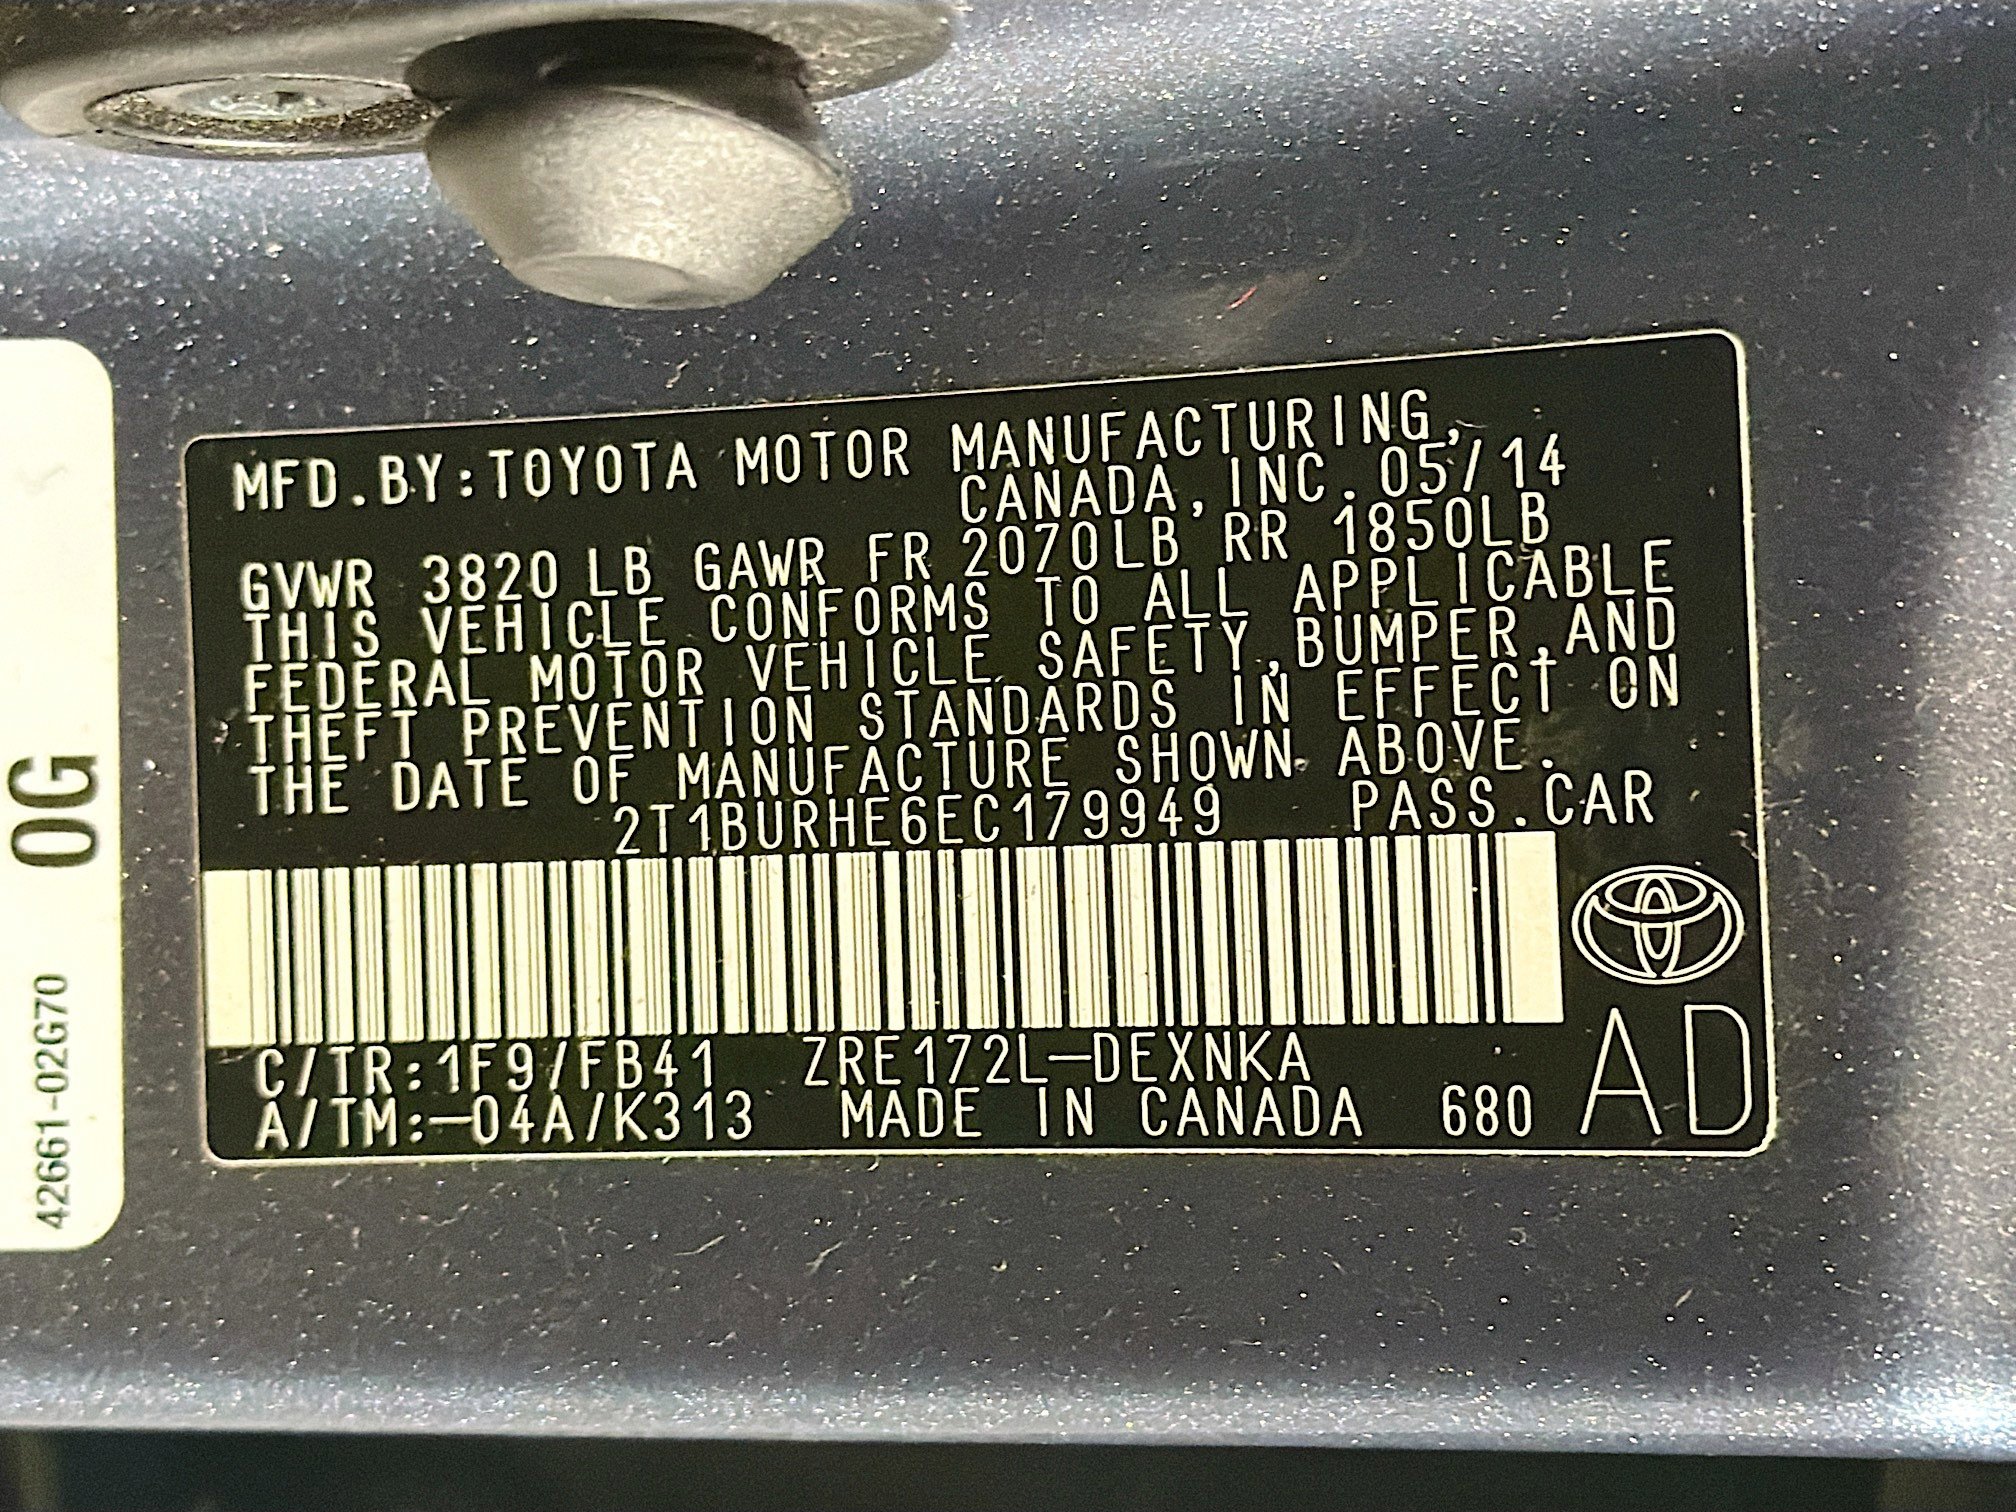 MFD.BY:TOYOTA MOTOR MANUFACTURING,
CANADA,INC. 05/14
GVWR 3820LB GAWR FR 2070LB RR 1850LB
THIS VEHICLE CONFORMS TO ALL APPLICABLE
FEDERAL MOTOR VEHICLE SAFETY,BUMPER,AND
THEFT PREVENTION STANDARDS IN EFFECT ON
THE DATE OF MANUFACTURE SHOWN ABOVE.
2T1BURHE6EC179949 PASS.CAR
C/TR:1F9/FB41 ZRE172L-DEXNKA
A/TM:-04A/K313 MADE IN CANADA 680
AD
0G
42661-02G70